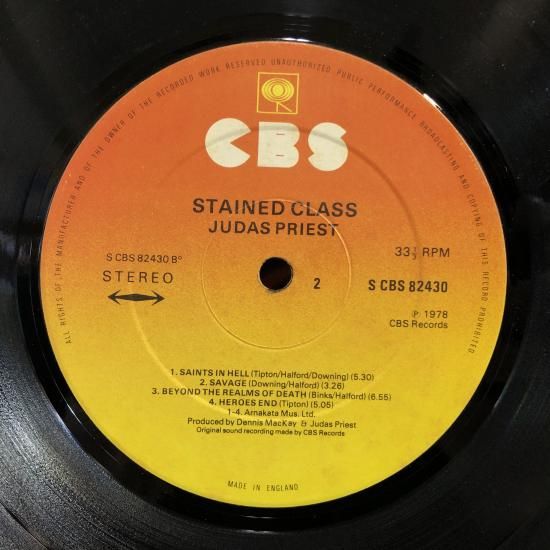 ALL RIGHTS OF THE MANUFACTURER AND OF THE OWNER OF THE RECORDED WORK RESERVED UNAUTHORIZED PUBLIC PERFORMANCE BROADCASTING AND COPYING OF THIS RECORD PROHIBITED
CBS
STAINED CLASS
JUDAS PRIEST
S CBS 82430 B°
STEREO
2
33⅓ RPM
S CBS 82430
℗ 1978
CBS Records
1. SAINTS IN HELL (Tipton/Halford/Downing) (5.30)
2. SAVAGE (Downing/Halford) (3.26)
3. BEYOND THE REALMS OF DEATH (Binks/Halford) (6.55)
4. HEROES END (Tipton) (5.05)
1-4. Arnakata Mus. Ltd.
Produced by Dennis MacKay & Judas Priest
Original sound recording made by CBS Records
MADE IN ENGLAND